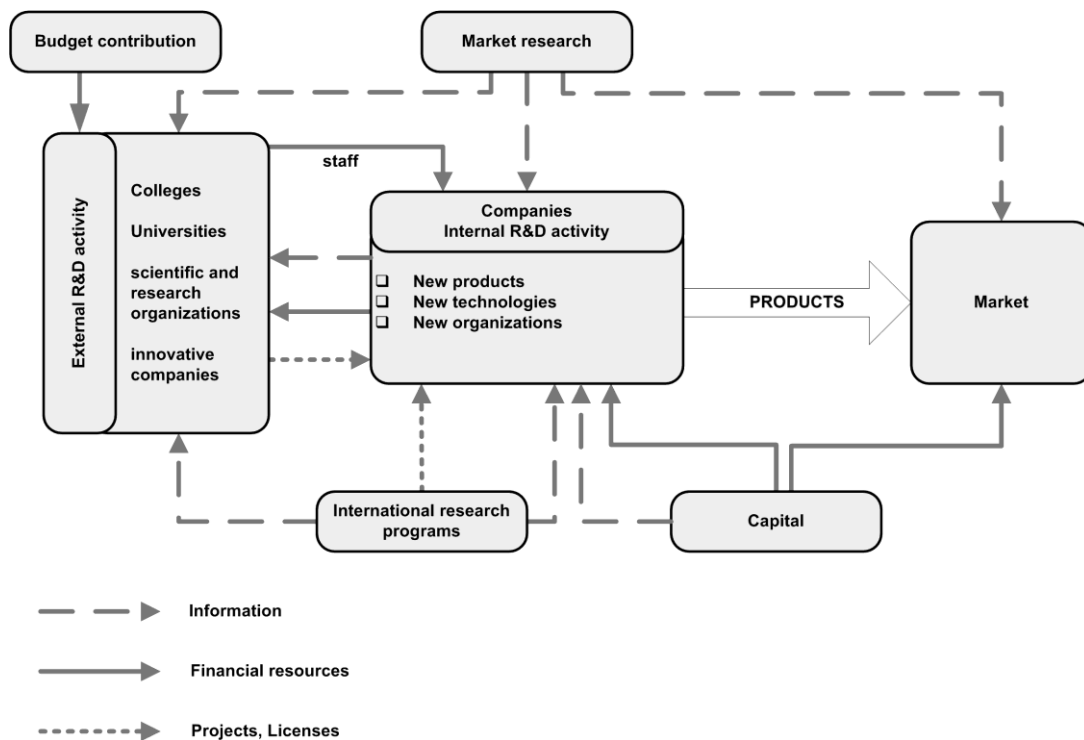 Budget contribution
Market research
staff
External R&D activity
Colleges
Universities
scientific and
research
organizations
innovative
companies
Companies
Internal R&D activity
❑ New products
❑ New technologies
❑ New organizations
PRODUCTS
Market
International research
programs
Capital
Information
Financial resources
Projects, Licenses